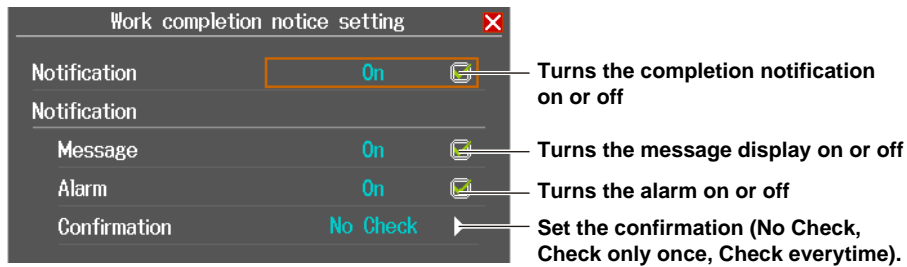 Work completion notice setting
Notification On
Turns the completion notification
on or off
Notification
Message On
Turns the message display on or off
Alarm On
Turns the alarm on or off
Confirmation No Check
Set the confirmation (No Check,
Check only once, Check everytime).